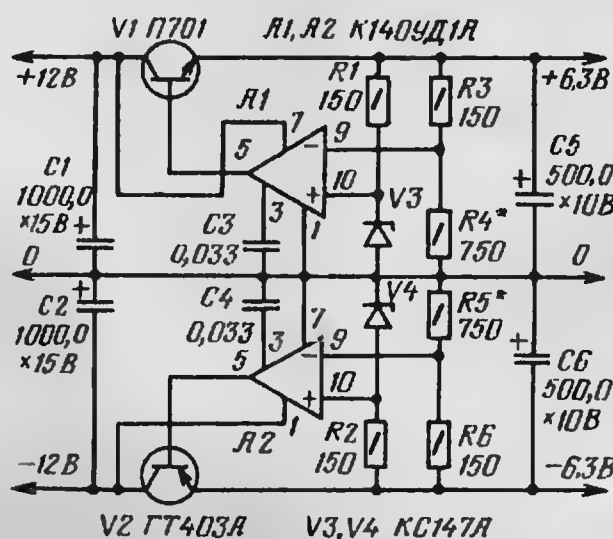 V1 П701
A1, A2 К140УД1А
+12В
+6,3В
R1
150
R3
150
A1
7
9
5
10
3
1
C1
1000,0
×15В
+
C3
0,033
V3
R4*
750
C5
500,0
×10В
+
0
0
C2
1000,0
×15В
+
C4
0,033
V4
R5*
750
7
3
9
5
10
1
A2
R2
150
R6
150
C6
500,0
×10В
+
−12В
−6,3В
V2 ГТ403А
V3, V4 КС147А